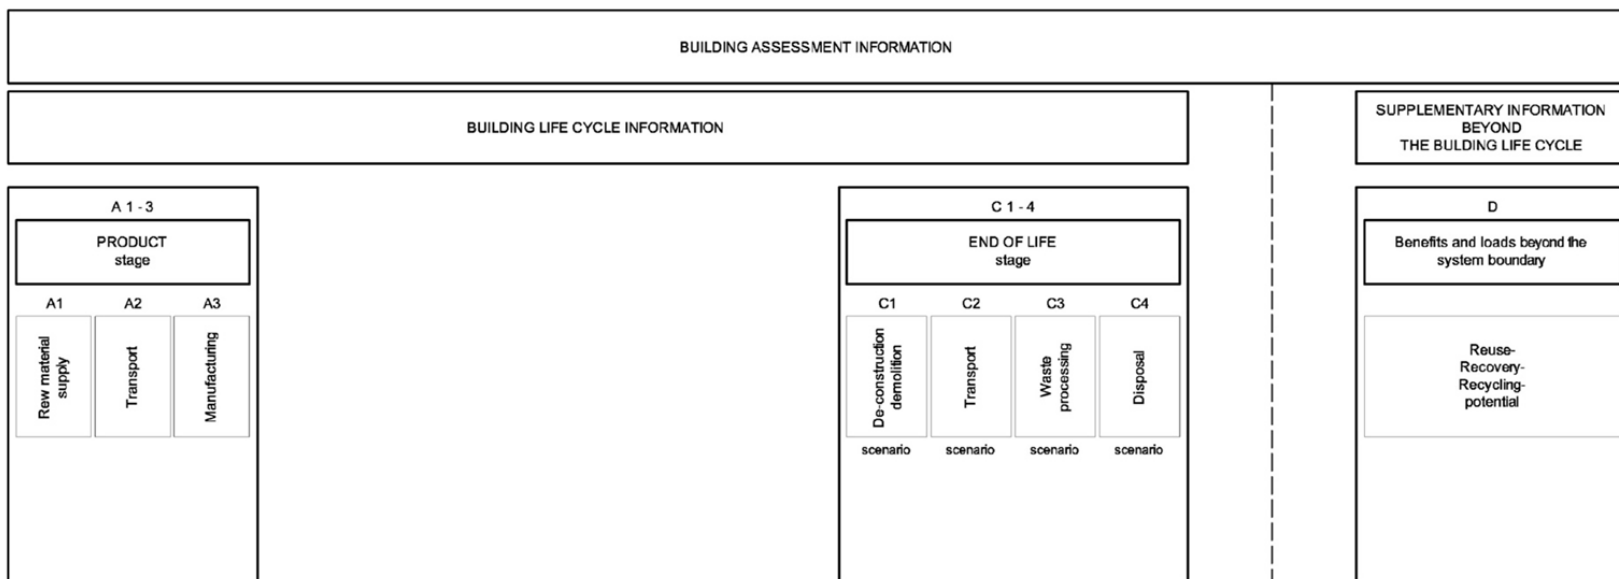 BUILDING ASSESSMENT INFORMATION
BUILDING LIFE CYCLE INFORMATION
SUPPLEMENTARY INFORMATION
BEYOND
THE BULDING LIFE CYCLE
A 1 - 3
PRODUCT
stage
A1
A2
A3
Rew material
supply
Transport
Manufacturing
C 1 - 4
END OF LIFE
stage
C1
C2
C3
C4
De-construction
demolition
Transport
Waste
processing
Disposal
scenario
scenario
scenario
scenario
D
Benefits and loads beyond the
system boundary
Reuse-
Recovery-
Recycling-
potential